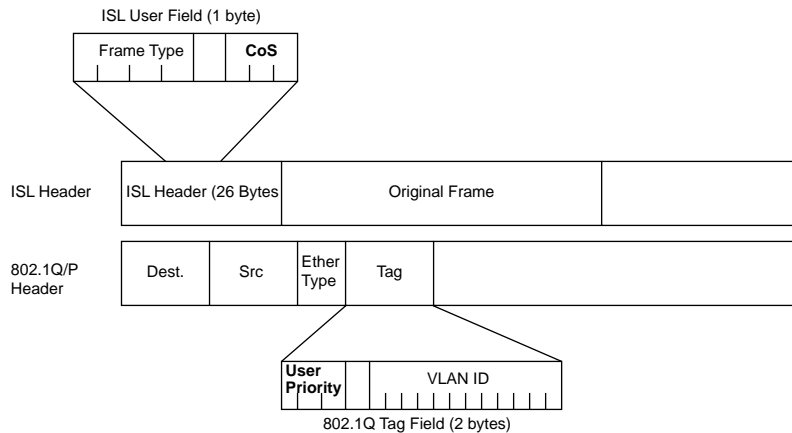 ISL User Field (1 byte)
Frame Type
CoS
ISL Header
ISL Header (26 Bytes
Original Frame
802.1Q/P
Header
Dest.
Src
Ether
Type
Tag
User
Priority
VLAN ID
802.1Q Tag Field (2 bytes)